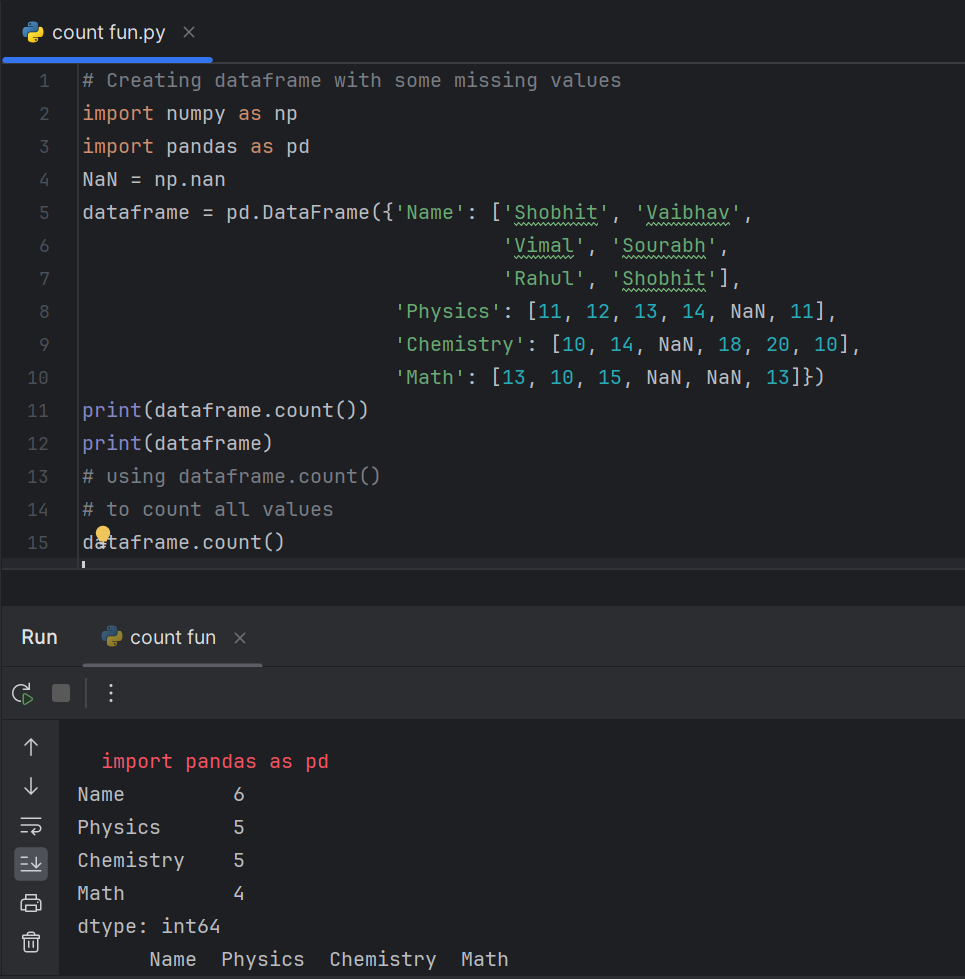 count fun.py
1 # Creating dataframe with some missing values
2 import numpy as np
3 import pandas as pd
4 NaN = np.nan
5 dataframe = pd.DataFrame({'Name': ['Shobhit', 'Vaibhav',
6 'Vimal', 'Sourabh',
7 'Rahul', 'Shobhit'],
8 'Physics': [11, 12, 13, 14, NaN, 11],
9 'Chemistry': [10, 14, NaN, 18, 20, 10],
10 'Math': [13, 10, 15, NaN, NaN, 13]})
11 print(dataframe.count())
12 print(dataframe)
13 # using dataframe.count()
14 # to count all values
15 dataframe.count()
Run count fun
import pandas as pd
Name 6
Physics 5
Chemistry 5
Math 4
dtype: int64
Name Physics Chemistry Math